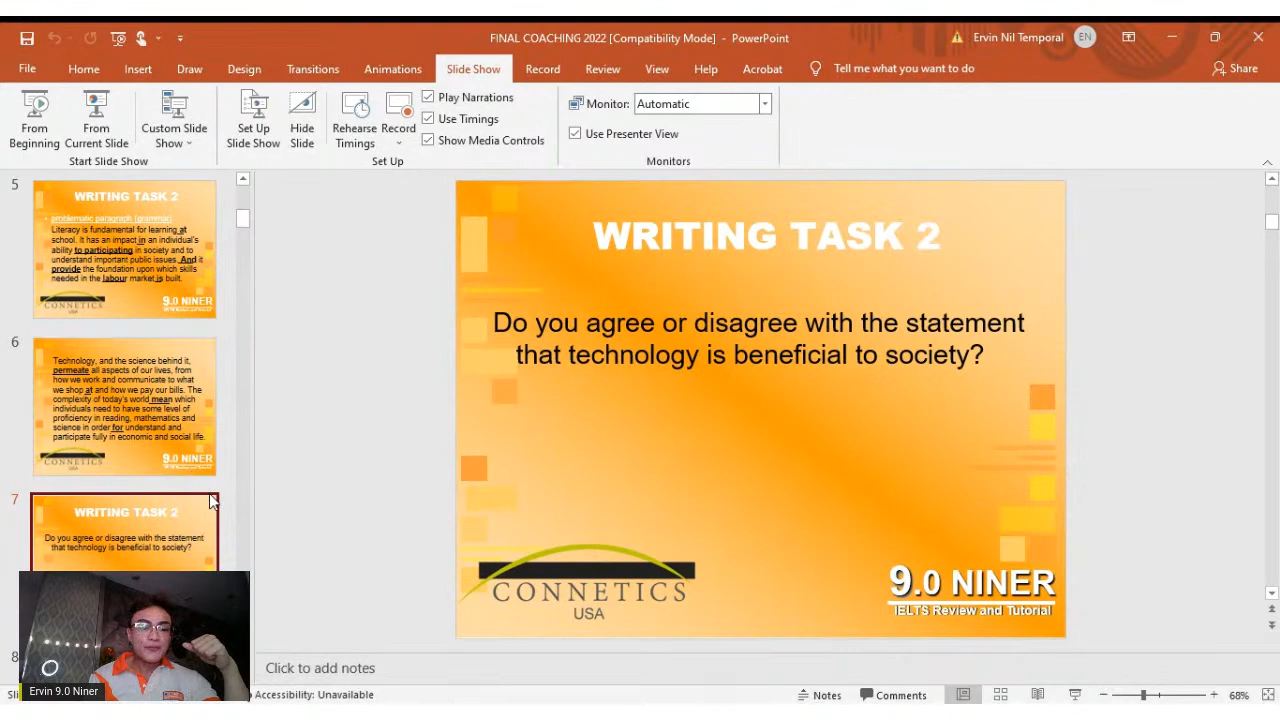 FINAL COACHING 2022 [Compatibility Mode] - PowerPoint
Ervin Nil Temporal
EN
File
Home
Insert
Draw
Design
Transitions
Animations
Slide Show
Record
Review
View
Help
Acrobat
Tell me what you want to do
Share
From Beginning
From Current Slide
Custom Slide Show
Set Up Slide Show
Hide Slide
Rehearse Timings
Record
Play Narrations
Use Timings
Show Media Controls
Monitor: Automatic
Use Presenter View
Start Slide Show
Set Up
Monitors
5
WRITING TASK 2
problematic paragraph (grammar)
Literacy is fundamental for learning at
school. It has an impact in an individual's
ability to participating in society and to
understand important public issues. And it
provide the foundation upon which skills
needed in the labour market is built.
CONNETICS
USA
9.0 NINER
6
Technology, and the science behind it,
permeate all aspects of our lives, from
how we work and communicate to what
we shop at and how we pay our bills. The
complexity of today's world mean which
individuals need to have some level of
proficiency in reading, mathematics and
science in order for understand and
participate fully in economic and social life.
CONNETICS
USA
9.0 NINER
7
WRITING TASK 2
Do you agree or disagree with the statement
that technology is beneficial to society?
8
WRITING TASK 2
Do you agree or disagree with the statement
that technology is beneficial to society?
CONNETICS
USA
9.0 NINER
IELTS Review and Tutorial
Click to add notes
Ervin 9.0 Niner
Accessibility: Unavailable
Notes
Comments
68%